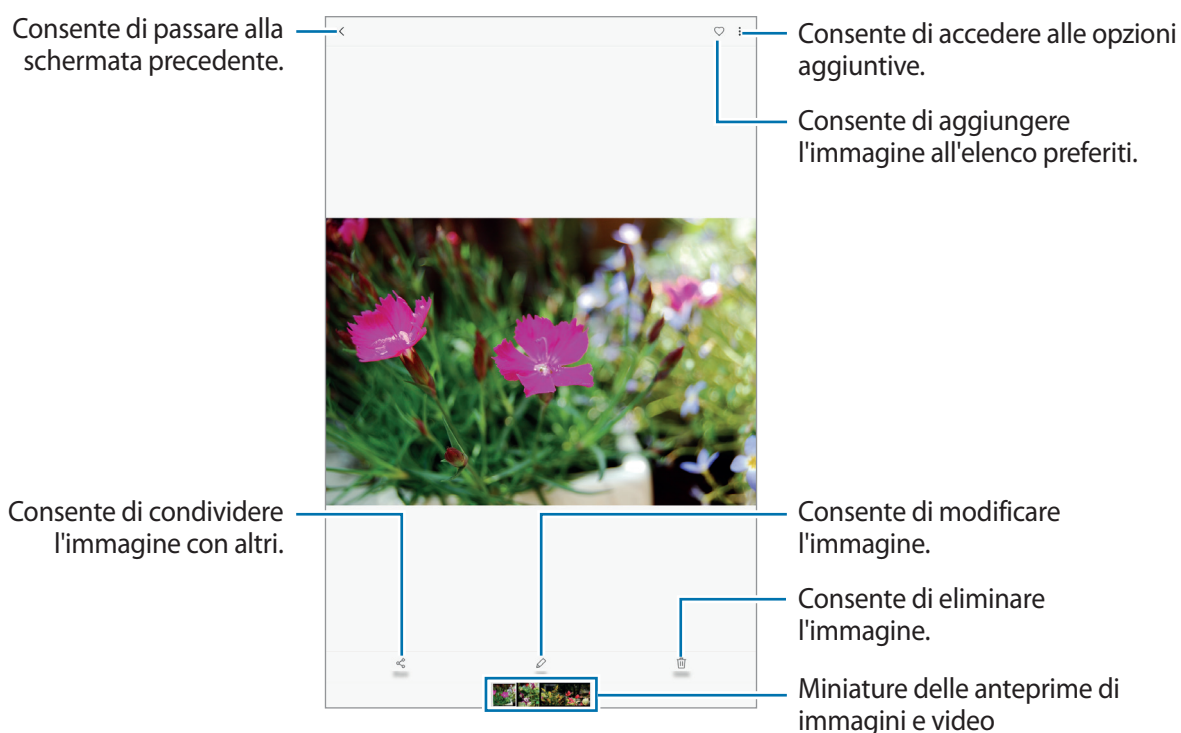 Consente di passare alla
schermata precedente.
Consente di accedere alle opzioni
aggiuntive.
Consente di aggiungere
l'immagine all'elenco preferiti.
Consente di condividere
l'immagine con altri.
Consente di modificare
l'immagine.
Consente di eliminare
l'immagine.
Miniature delle anteprime di
immagini e video